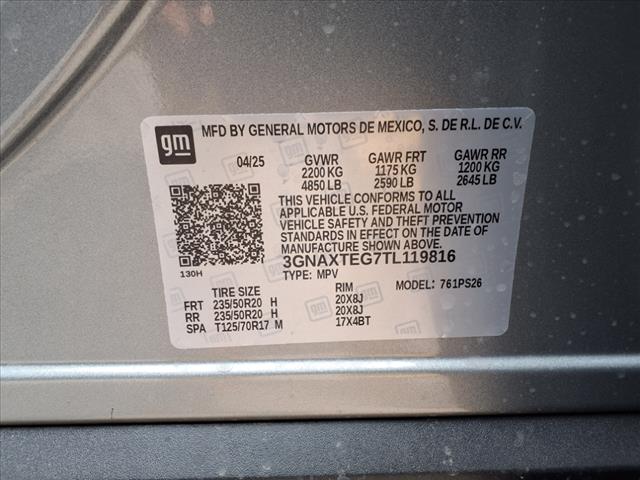 gm MFD BY GENERAL MOTORS DE MEXICO, S. DE R.L. DE C.V.
04/25 GVWR GAWR FRT GAWR RR
2200 KG 1175 KG 1200 KG
4850 LB 2590 LB 2645 LB
THIS VEHICLE CONFORMS TO ALL
APPLICABLE U.S. FEDERAL MOTOR
VEHICLE SAFETY AND THEFT PREVENTION
STANDARDS IN EFFECT ON THE DATE OF
MANUFACTURE SHOWN ABOVE.
3GNAXTEG7TL119816
130H
TYPE: MPV MODEL: 761PS26
TIRE SIZE RIM
FRT 235/50R20 H 20X8J
RR 235/50R20 H 20X8J
SPA T125/70R17 M 17X4BT